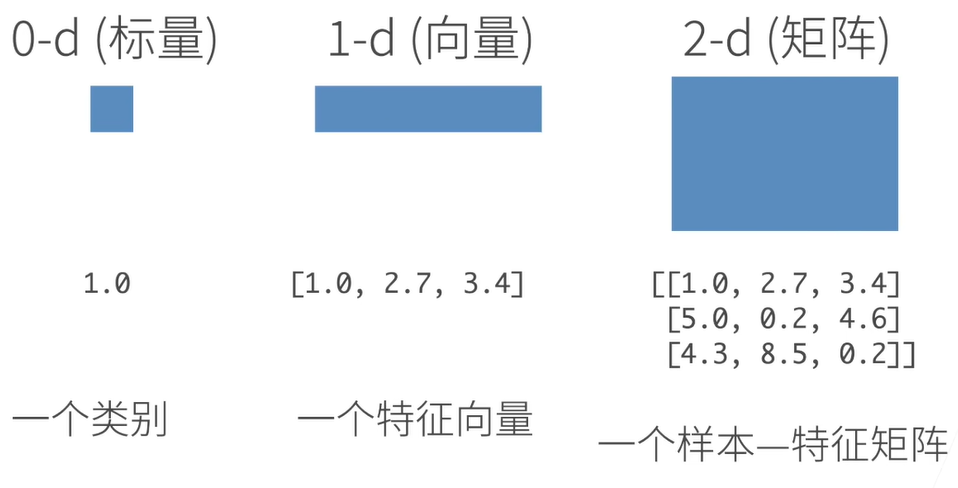 0-d (标量)
1-d (向量)
2-d (矩阵)
1.0
[1.0, 2.7, 3.4]
[[1.0, 2.7, 3.4]
[5.0, 0.2, 4.6]
[4.3, 8.5, 0.2]]
一个类别
一个特征向量
一个样本—特征矩阵